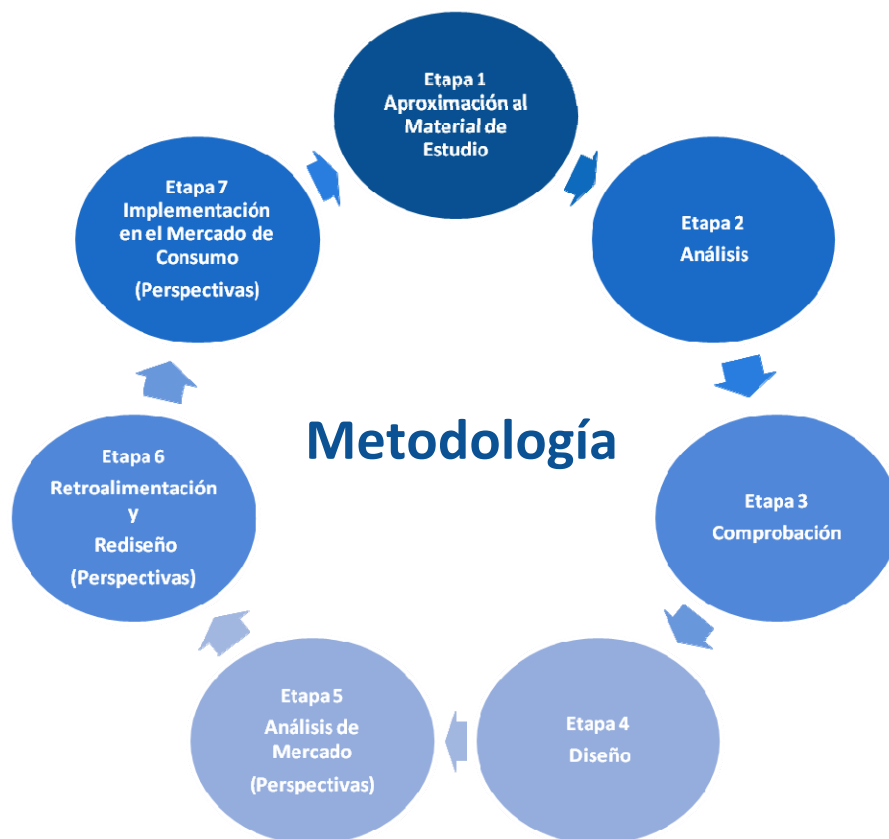 Etapa 1
Aproximación al
Material de
Estudio
Etapa 2
Análisis
Etapa 3
Comprobación
Etapa 4
Diseño
Etapa 5
Análisis de
Mercado
(Perspectivas)
Etapa 6
Retroalimentación
y
Rediseño
(Perspectivas)
Etapa 7
Implementación
en el Mercado de
Consumo
(Perspectivas)
Metodología